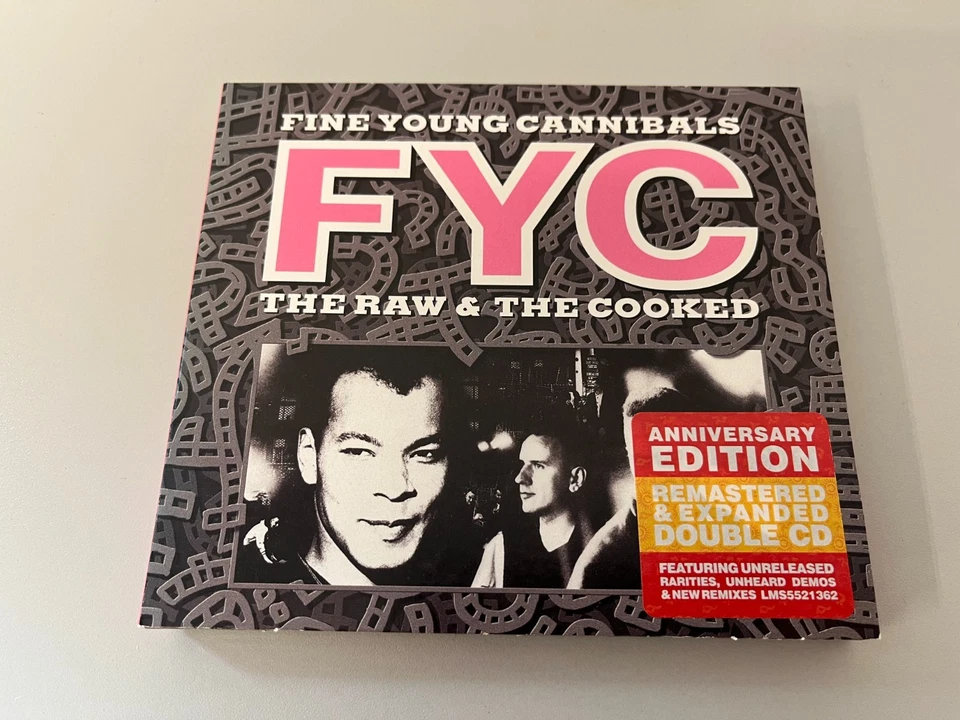 FINE YOUNG CANNIBALS
FYC
THE RAW & THE COOKED
ANNIVERSARY
EDITION
REMASTERED
& EXPANDED
DOUBLE CD
FEATURING UNRELEASED
RARITIES, UNHEARD DEMOS
& NEW REMIXES LMS5521362